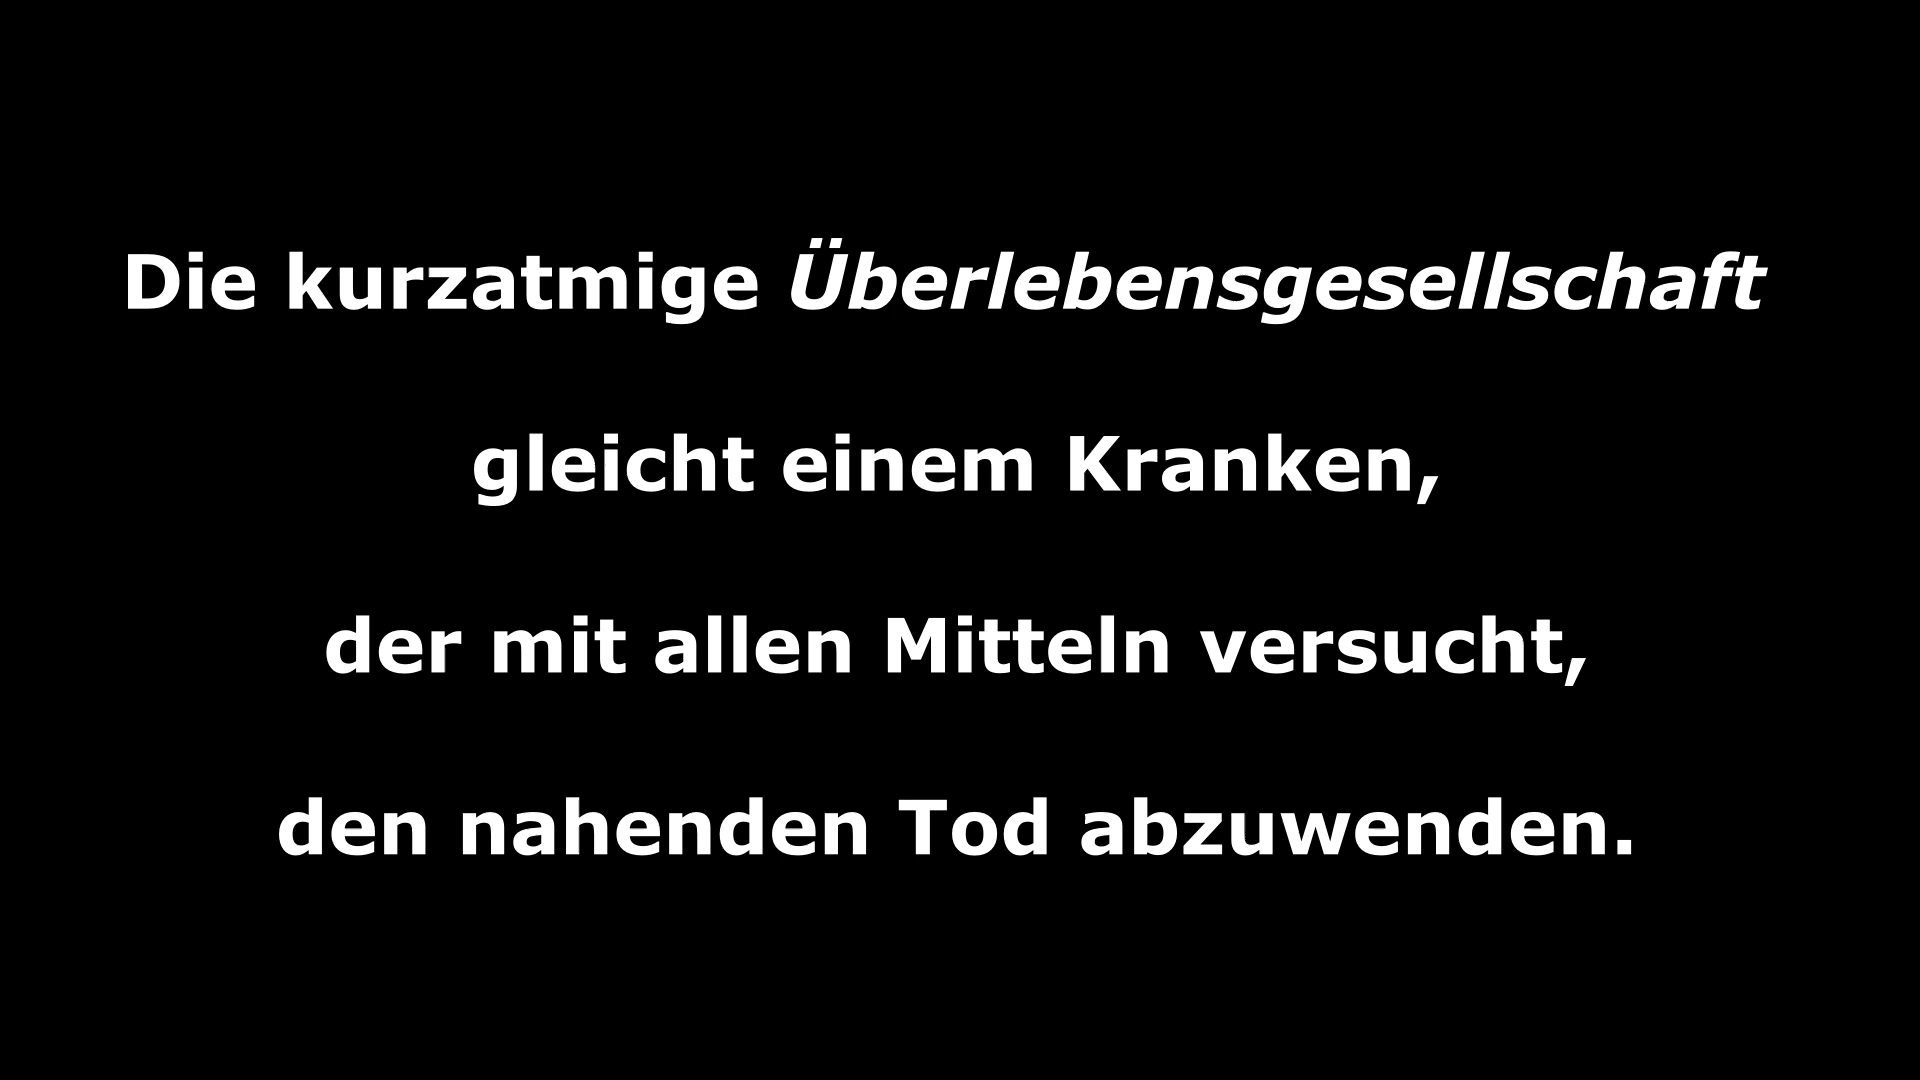 Die kurzatmige Überlebensgesellschaft
gleicht einem Kranken,
der mit allen Mitteln versucht,
den nahenden Tod abzuwenden.